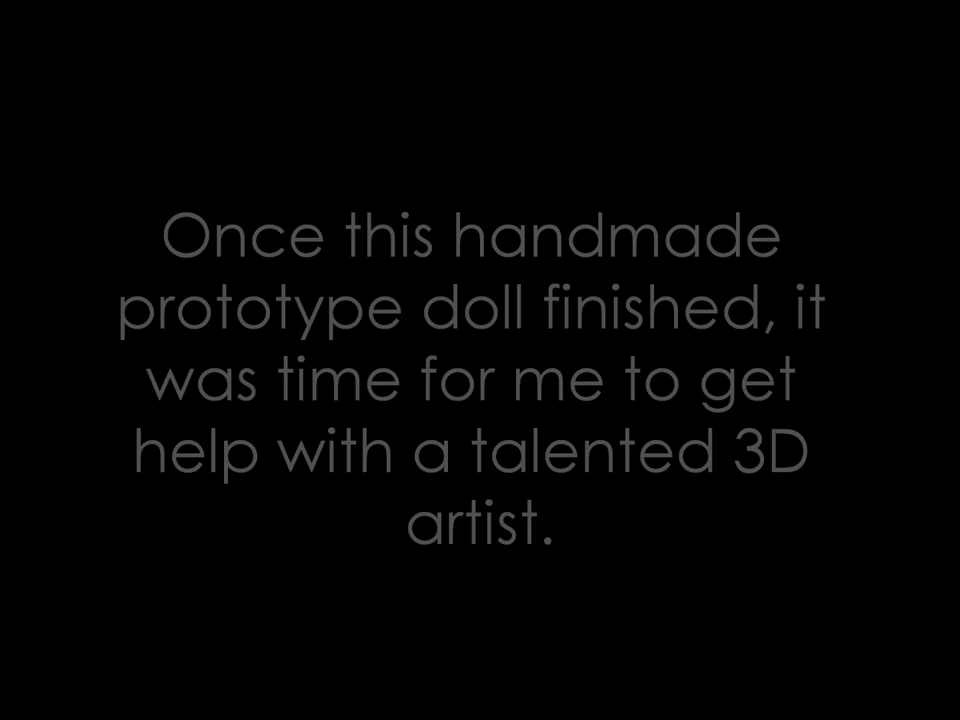 Once this handmade
prototype doll finished, it
was time for me to get
help with a talented 3D
artist.